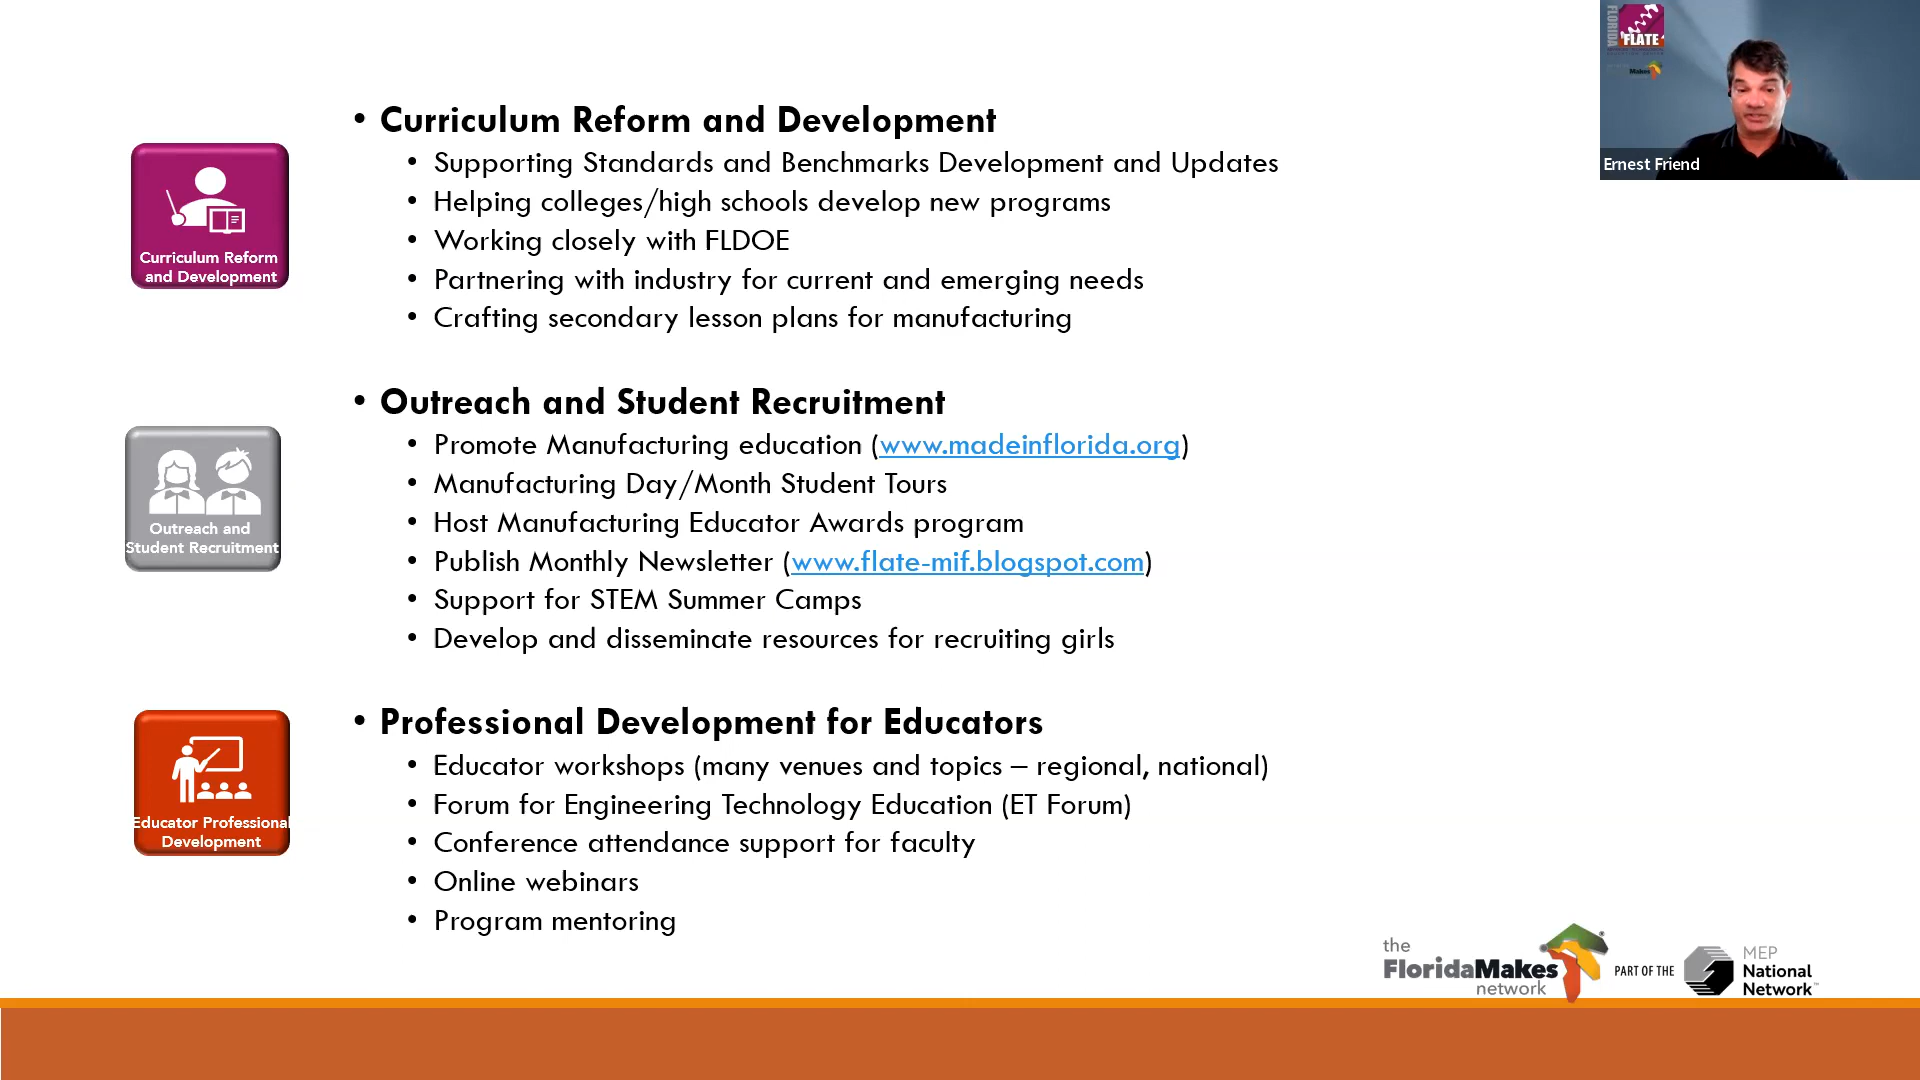 • Curriculum Reform and Development
• Supporting Standards and Benchmarks Development and Updates
• Helping colleges/high schools develop new programs
• Working closely with FLDOE
• Partnering with industry for current and emerging needs
• Crafting secondary lesson plans for manufacturing
Curriculum Reform
and Development
• Outreach and Student Recruitment
• Promote Manufacturing education (www.madeinflorida.org)
• Manufacturing Day/Month Student Tours
• Host Manufacturing Educator Awards program
• Publish Monthly Newsletter (www.flate-mif.blogspot.com)
• Support for STEM Summer Camps
• Develop and disseminate resources for recruiting girls
Outreach and
Student Recruitment
• Professional Development for Educators
• Educator workshops (many venues and topics – regional, national)
• Forum for Engineering Technology Education (ET Forum)
• Conference attendance support for faculty
• Online webinars
• Program mentoring
Educator Professional
Development
FLORIDA
FLATE
Makes
Ernest Friend
the
FloridaMakes
network
PART OF THE
MEP
National
Network™